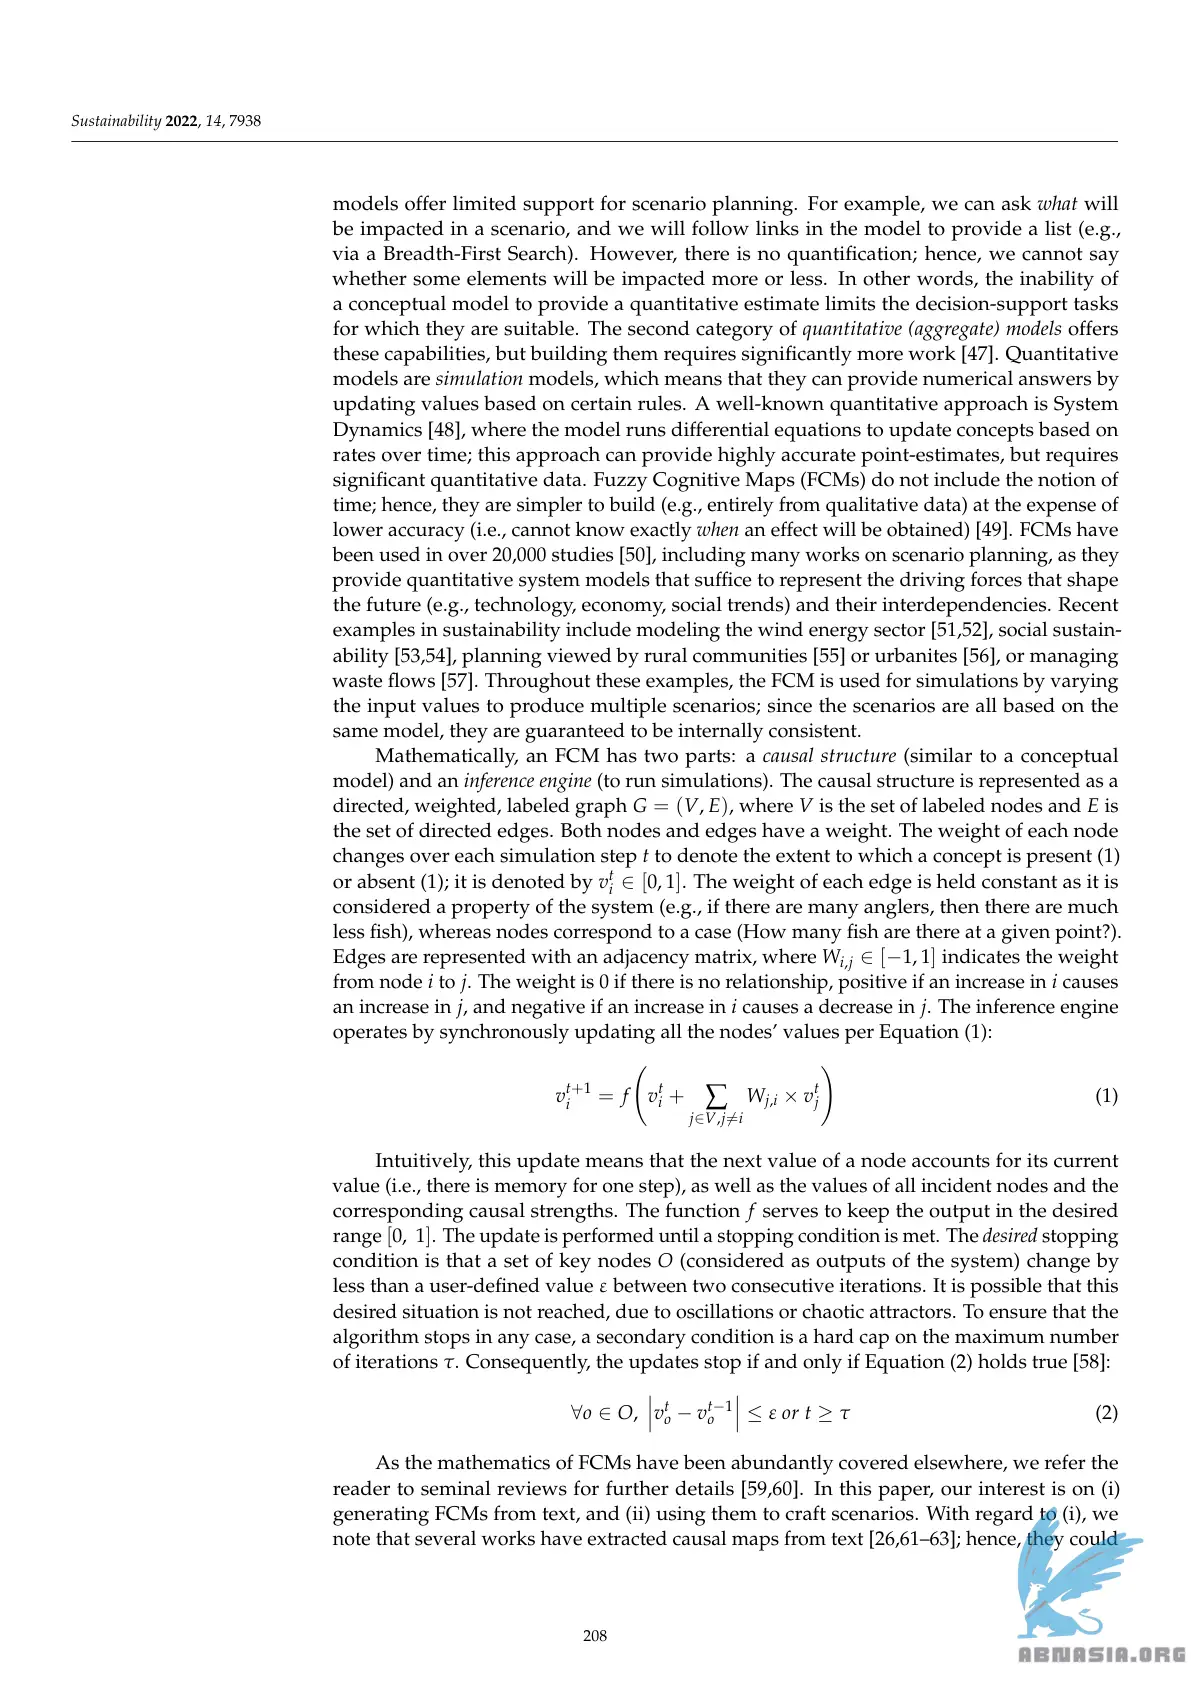 Sustainability 2022, 14, 7938
models offer limited support for scenario planning. For example, we can ask what will
be impacted in a scenario, and we will follow links in the model to provide a list (e.g.,
via a Breadth-First Search). However, there is no quantification; hence, we cannot say
whether some elements will be impacted more or less. In other words, the inability of
a conceptual model to provide a quantitative estimate limits the decision-support tasks
for which they are suitable. The second category of quantitative (aggregate) models offers
these capabilities, but building them requires significantly more work [47]. Quantitative
models are simulation models, which means that they can provide numerical answers by
updating values based on certain rules. A well-known quantitative approach is System
Dynamics [48], where the model runs differential equations to update concepts based on
rates over time; this approach can provide highly accurate point-estimates, but requires
significant quantitative data. Fuzzy Cognitive Maps (FCMs) do not include the notion of
time; hence, they are simpler to build (e.g., entirely from qualitative data) at the expense of
lower accuracy (i.e., cannot know exactly when an effect will be obtained) [49]. FCMs have
been used in over 20,000 studies [50], including many works on scenario planning, as they
provide quantitative system models that suffice to represent the driving forces that shape
the future (e.g., technology, economy, social trends) and their interdependencies. Recent
examples in sustainability include modeling the wind energy sector [51,52], social sustain-
ability [53,54], planning viewed by rural communities [55] or urbanites [56], or managing
waste flows [57]. Throughout these examples, the FCM is used for simulations by varying
the input values to produce multiple scenarios; since the scenarios are all based on the
same model, they are guaranteed to be internally consistent.
Mathematically, an FCM has two parts: a causal structure (similar to a conceptual
model) and an inference engine (to run simulations). The causal structure is represented as a
directed, weighted, labeled graph G = (V, E), where V is the set of labeled nodes and E is
the set of directed edges. Both nodes and edges have a weight. The weight of each node
changes over each simulation step t to denote the extent to which a concept is present (1)
or absent (1); it is denoted by v_i^t ∈ [0, 1]. The weight of each edge is held constant as it is
considered a property of the system (e.g., if there are many anglers, then there are much
less fish), whereas nodes correspond to a case (How many fish are there at a given point?).
Edges are represented with an adjacency matrix, where W_{i,j} ∈ [−1, 1] indicates the weight
from node i to j. The weight is 0 if there is no relationship, positive if an increase in i causes
an increase in j, and negative if an increase in i causes a decrease in j. The inference engine
operates by synchronously updating all the nodes’ values per Equation (1):
v_i^{t+1} = f(v_i^t + ∑_{j∈V,j≠i} W_{j,i} × v_j^t) (1)
Intuitively, this update means that the next value of a node accounts for its current
value (i.e., there is memory for one step), as well as the values of all incident nodes and the
corresponding causal strengths. The function f serves to keep the output in the desired
range [0, 1]. The update is performed until a stopping condition is met. The desired stopping
condition is that a set of key nodes O (considered as outputs of the system) change by
less than a user-defined value ε between two consecutive iterations. It is possible that this
desired situation is not reached, due to oscillations or chaotic attractors. To ensure that the
algorithm stops in any case, a secondary condition is a hard cap on the maximum number
of iterations τ. Consequently, the updates stop if and only if Equation (2) holds true [58]:
∀o ∈ O, |v_o^t − v_o^{t−1}| ≤ ε or t ≥ τ (2)
As the mathematics of FCMs have been abundantly covered elsewhere, we refer the
reader to seminal reviews for further details [59,60]. In this paper, our interest is on (i)
generating FCMs from text, and (ii) using them to craft scenarios. With regard to (i), we
note that several works have extracted causal maps from text [26,61–63]; hence, they could
208
ABNASIA.ORG